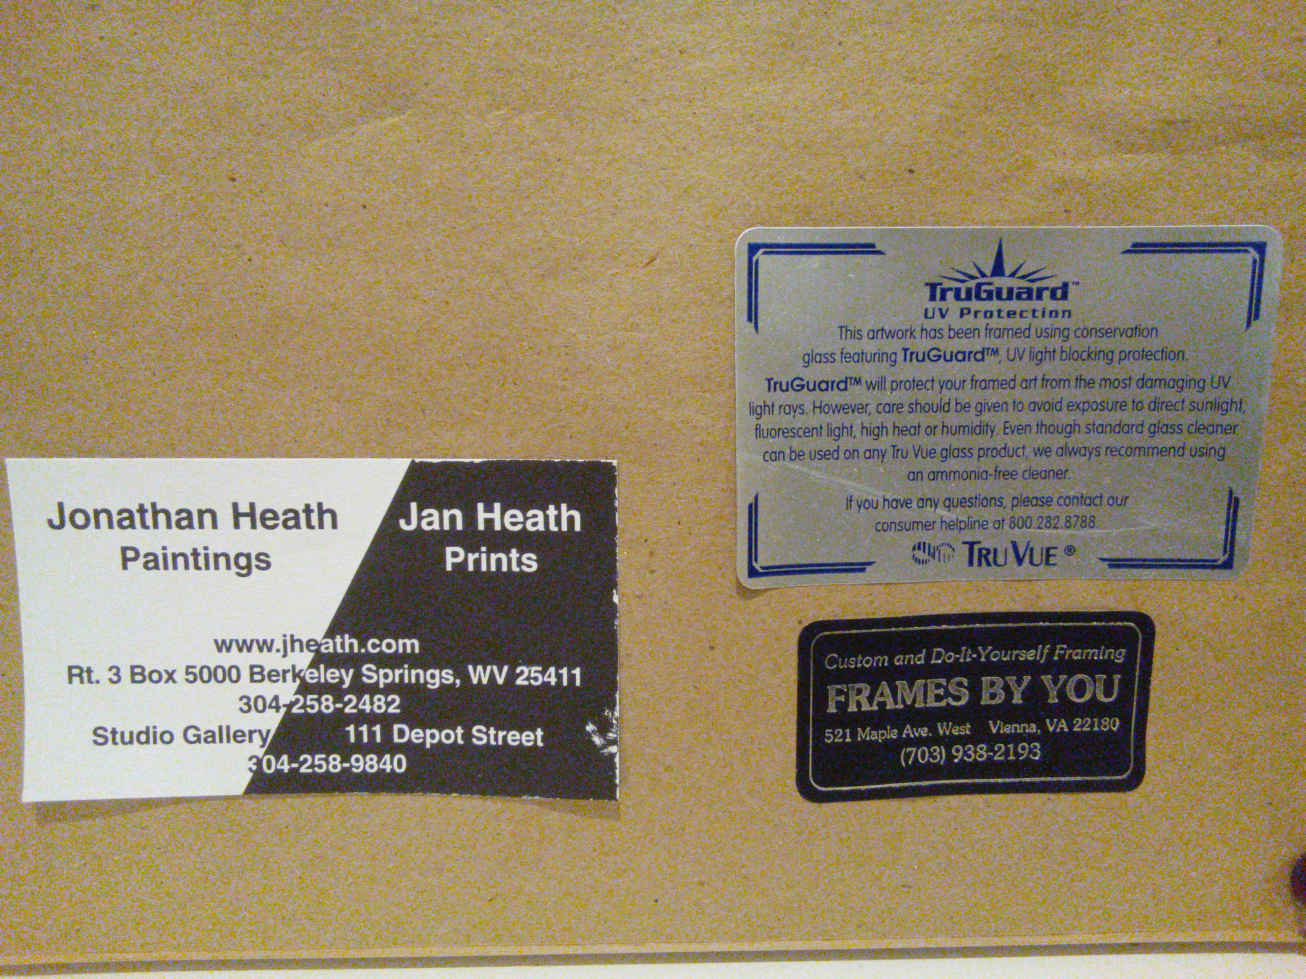 Jonathan Heath
Paintings
Jan Heath
Prints
www.jheath.com
Rt. 3 Box 5000 Berkeley Springs, WV 25411
304-258-2482
Studio Gallery 111 Depot Street
304-258-9840
TruGuard™
UV Protection
This artwork has been framed using conservation
glass featuring TruGuard™, UV light blocking protection.
TruGuard™ will protect your framed art from the most damaging UV
light rays. However, care should be given to avoid exposure to direct sunlight,
fluorescent light, high heat or humidity. Even though standard glass cleaner
can be used on any Tru Vue glass product, we always recommend using
an ammonia-free cleaner.
If you have any questions, please contact our
consumer helpline at 800.282.8788
TRU VUE®
Custom and Do-It-Yourself Framing
FRAMES BY YOU
521 Maple Ave. West Vienna, VA 22180
(703) 938-2193